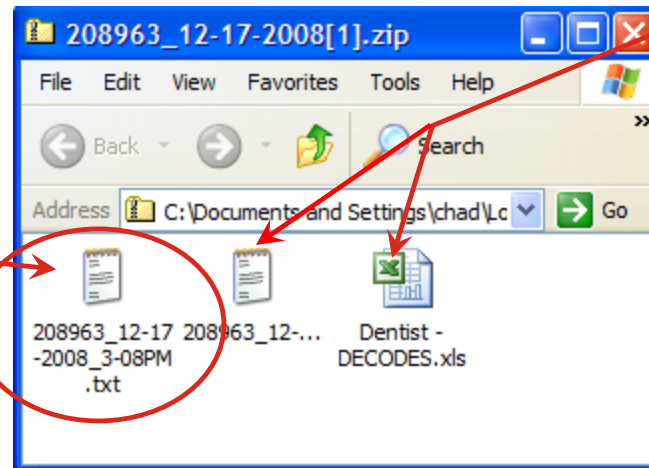 208963_12-17-2008[1].zip
File Edit View Favorites Tools Help
Back Search »
Address C:\Documents and Settings\chad\Lc Go
208963_12-17
-2008_3-08PM
.txt
208963_12-...
Dentist -
DECODES.xls